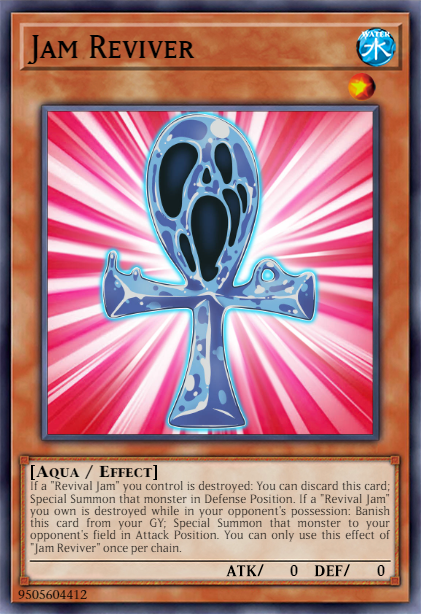 Jam Reviver
WATER
水
[Aqua / Effect]
If a "Revival Jam" you control is destroyed: You can discard this card;
Special Summon that monster in Defense Position. If a "Revival Jam"
you own is destroyed while in your opponent's possession: Banish
this card from your GY; Special Summon that monster to your
opponent's field in Attack Position. You can only use this effect of
"Jam Reviver" once per chain.
ATK/ 0 DEF/ 0
9505604412